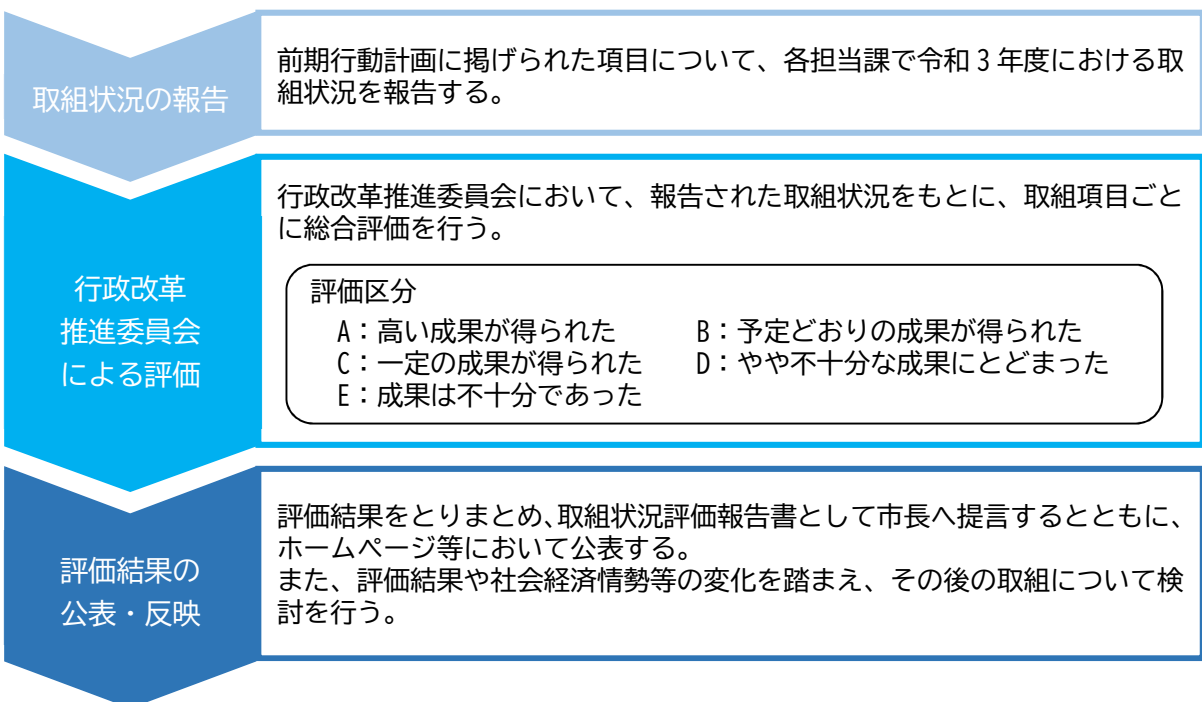 取組状況の報告
前期行動計画に掲げられた項目について、各担当課で令和3年度における取
組状況を報告する。
行政改革
推進委員会
による評価
行政改革推進委員会において、報告された取組状況をもとに、取組項目ごと
に総合評価を行う。
評価区分
A：高い成果が得られた　B：予定どおりの成果が得られた
C：一定の成果が得られた　D：やや不十分な成果にとどまった
E：成果は不十分であった
評価結果の
公表・反映
評価結果をとりまとめ、取組状況評価報告書として市長へ提言するとともに、
ホームページ等において公表する。
また、評価結果や社会経済情勢等の変化を踏まえ、その後の取組について検
討を行う。